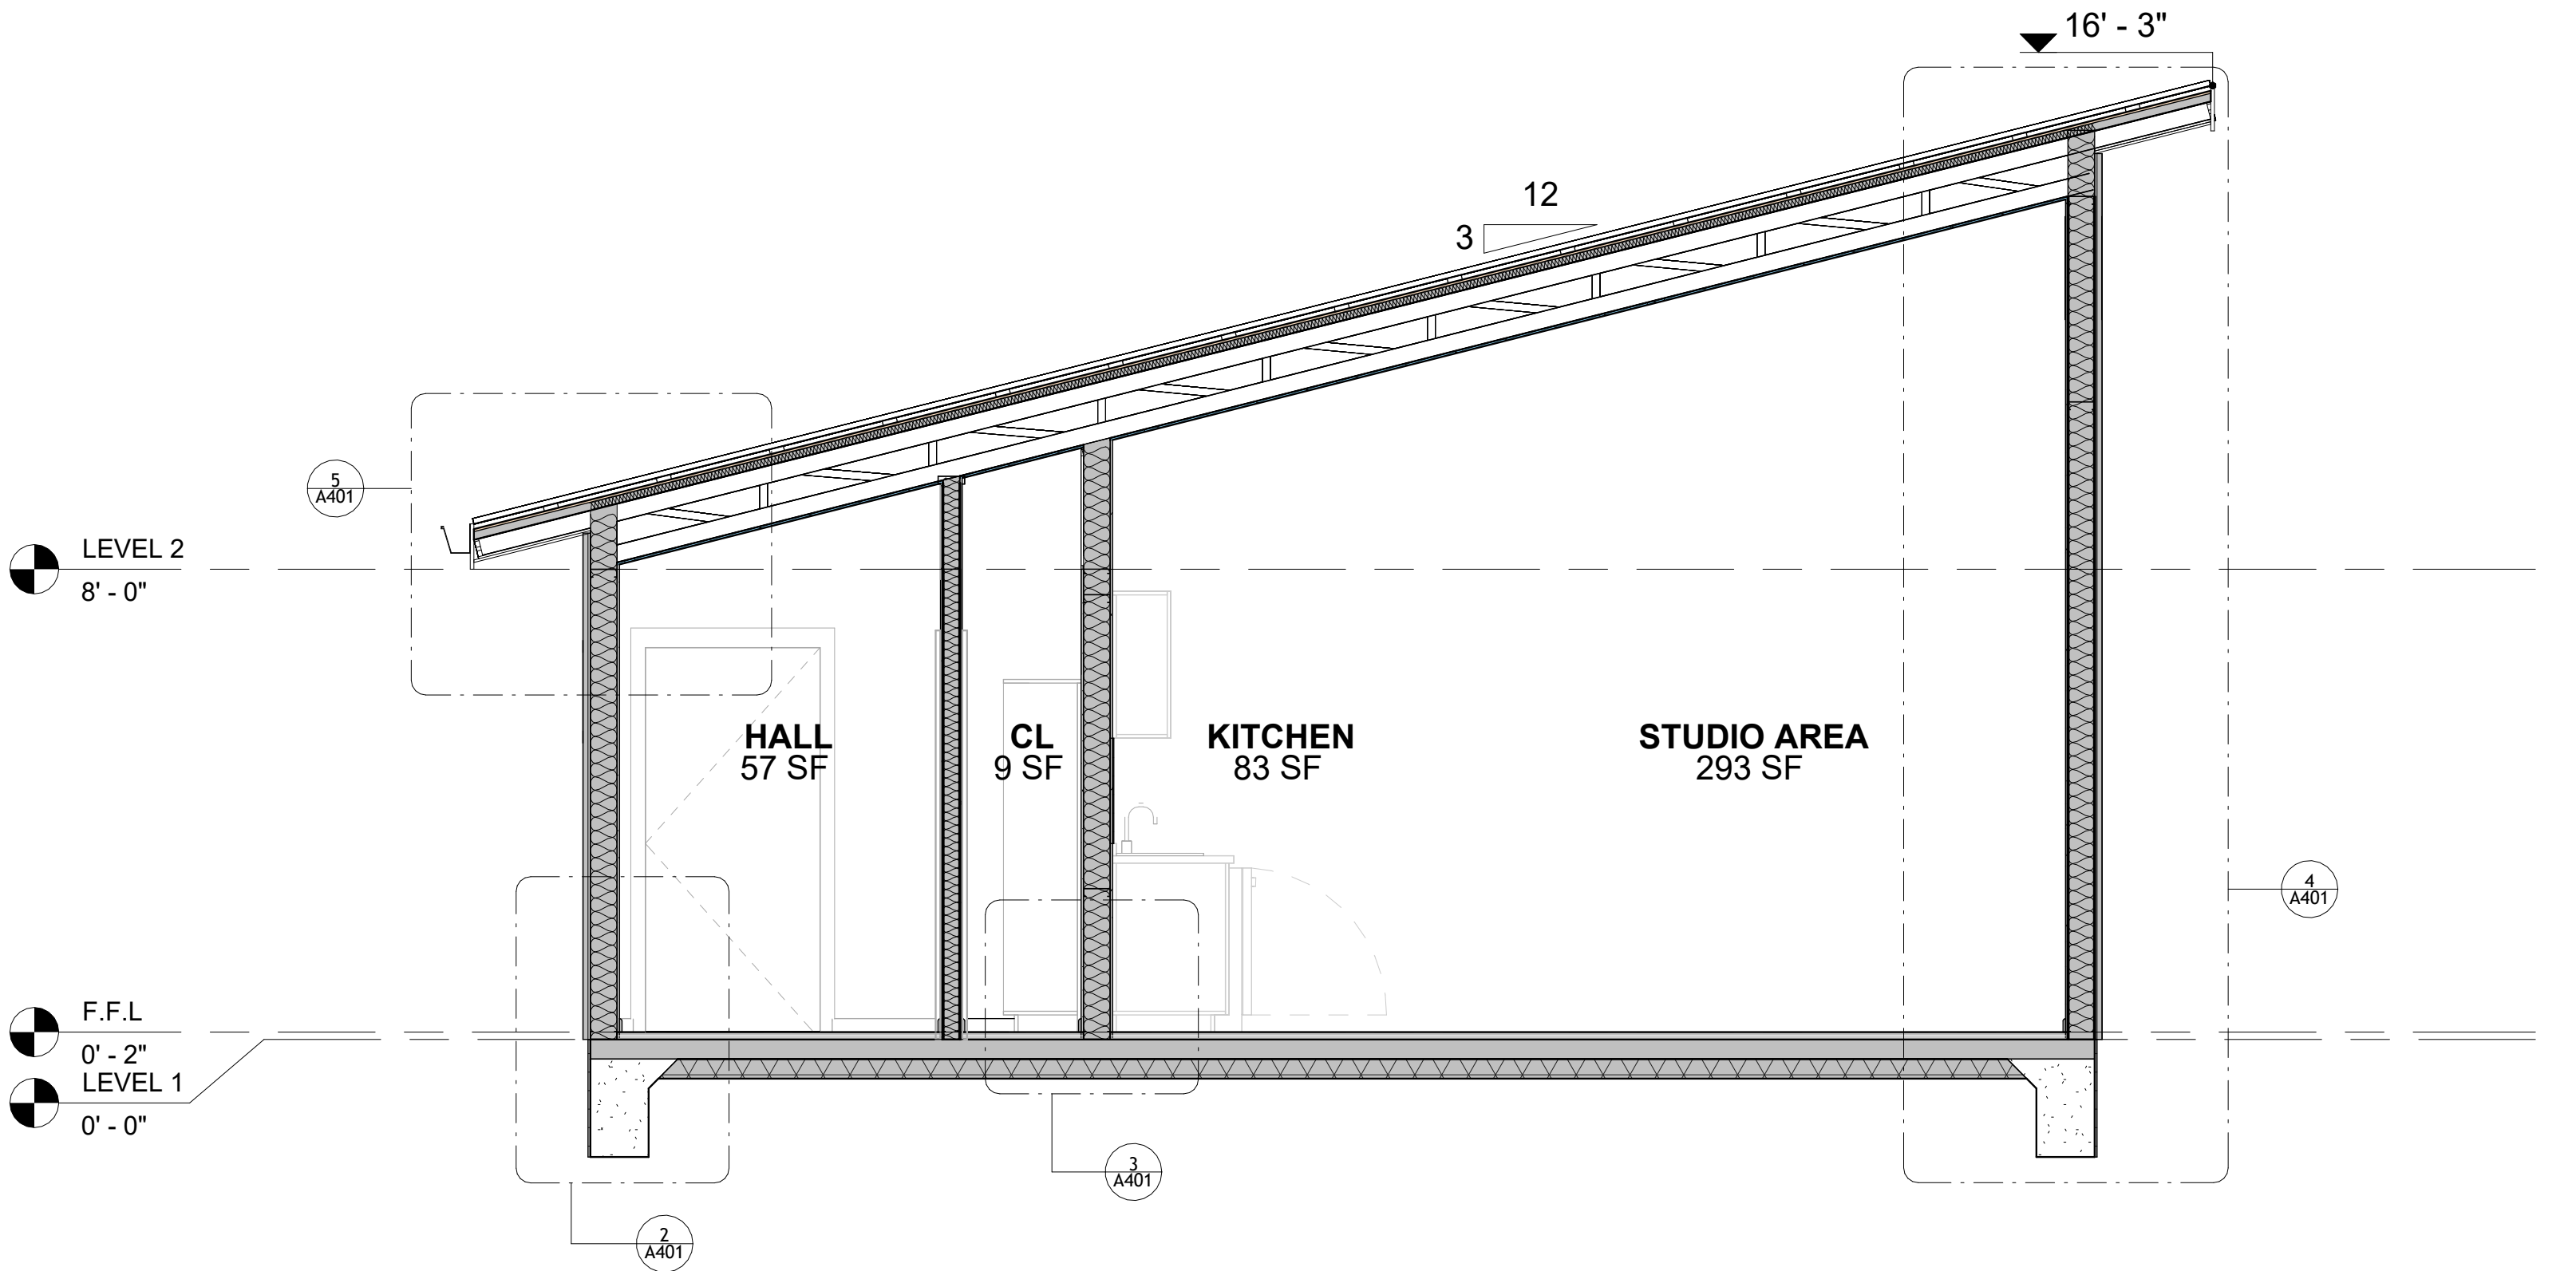 16' - 3"
12
3
5
A401
LEVEL 2
8' - 0"
HALL
57 SF
CL
9 SF
KITCHEN
83 SF
STUDIO AREA
293 SF
4
A401
F.F.L
0' - 2"
LEVEL 1
0' - 0"
3
A401
2
A401